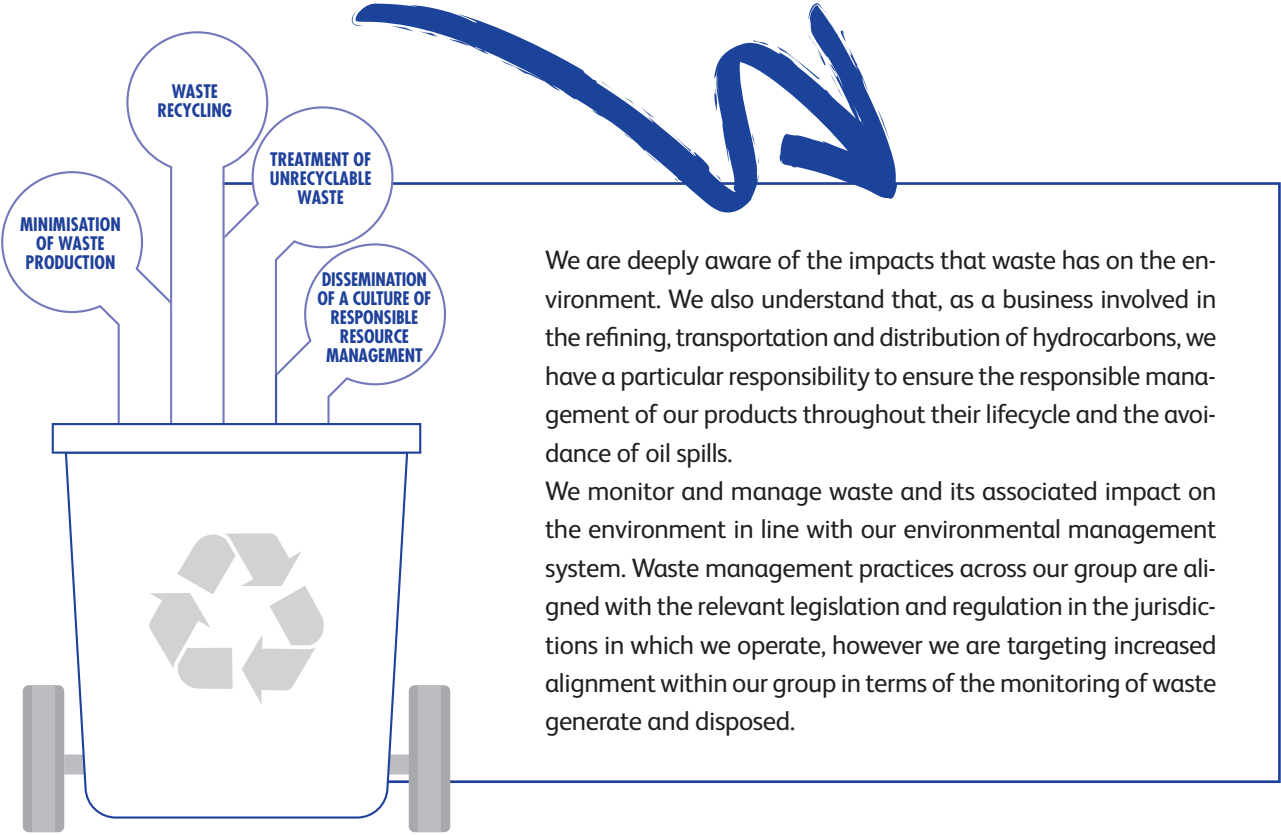 WASTE
RECYCLING
TREATMENT OF
UNRECYCLABLE
WASTE
MINIMISATION
OF WASTE
PRODUCTION
DISSEMINATION
OF A CULTURE OF
RESPONSIBLE
RESOURCE
MANAGEMENT
We are deeply aware of the impacts that waste has on the en-
vironment. We also understand that, as a business involved in
the refining, transportation and distribution of hydrocarbons, we
have a particular responsibility to ensure the responsible mana-
gement of our products throughout their lifecycle and the avoi-
dance of oil spills.
We monitor and manage waste and its associated impact on
the environment in line with our environmental management
system. Waste management practices across our group are ali-
gned with the relevant legislation and regulation in the jurisdic-
tions in which we operate, however we are targeting increased
alignment within our group in terms of the monitoring of waste
generate and disposed.